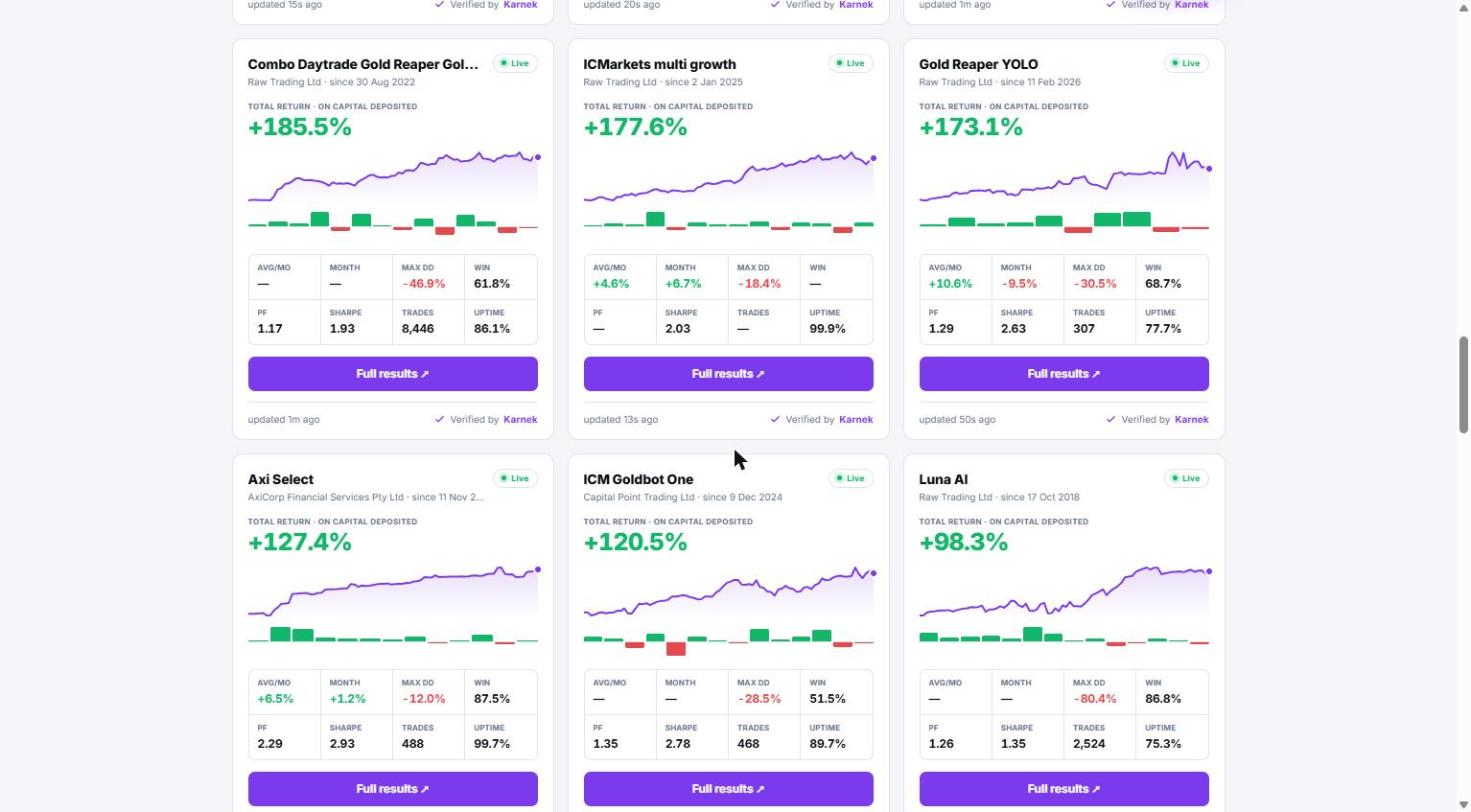 updated 15s ago ✓ Verified by Karnek
updated 20s ago ✓ Verified by Karnek
updated 1m ago ✓ Verified by Karnek
Combo Daytrade Gold Reaper Gol... Live
Raw Trading Ltd · since 30 Aug 2022
TOTAL RETURN · ON CAPITAL DEPOSITED
+185.5%
AVG/MO MONTH MAX DD WIN
— — -46.9% 61.8%
PF SHARPE TRADES UPTIME
1.17 1.93 8,446 86.1%
Full results ↗
updated 1m ago ✓ Verified by Karnek
ICMarkets multi growth Live
Raw Trading Ltd · since 2 Jan 2025
TOTAL RETURN · ON CAPITAL DEPOSITED
+177.6%
AVG/MO MONTH MAX DD WIN
+4.6% +6.7% -18.4% —
PF SHARPE TRADES UPTIME
— 2.03 — 99.9%
Full results ↗
updated 13s ago ✓ Verified by Karnek
Gold Reaper YOLO Live
Raw Trading Ltd · since 11 Feb 2026
TOTAL RETURN · ON CAPITAL DEPOSITED
+173.1%
AVG/MO MONTH MAX DD WIN
+10.6% -9.5% -30.5% 68.7%
PF SHARPE TRADES UPTIME
1.29 2.63 307 77.7%
Full results ↗
updated 50s ago ✓ Verified by Karnek
Axi Select Live
AxiCorp Financial Services Pty Ltd · since 11 Nov 2...
TOTAL RETURN · ON CAPITAL DEPOSITED
+127.4%
AVG/MO MONTH MAX DD WIN
+6.5% +1.2% -12.0% 87.5%
PF SHARPE TRADES UPTIME
2.29 2.93 488 99.7%
Full results ↗
ICM Goldbot One Live
Capital Point Trading Ltd · since 9 Dec 2024
TOTAL RETURN · ON CAPITAL DEPOSITED
+120.5%
AVG/MO MONTH MAX DD WIN
— — -28.5% 51.5%
PF SHARPE TRADES UPTIME
1.35 2.78 468 89.7%
Full results ↗
Luna AI Live
Raw Trading Ltd · since 17 Oct 2018
TOTAL RETURN · ON CAPITAL DEPOSITED
+98.3%
AVG/MO MONTH MAX DD WIN
— — -80.4% 86.8%
PF SHARPE TRADES UPTIME
1.26 1.35 2,524 75.3%
Full results ↗